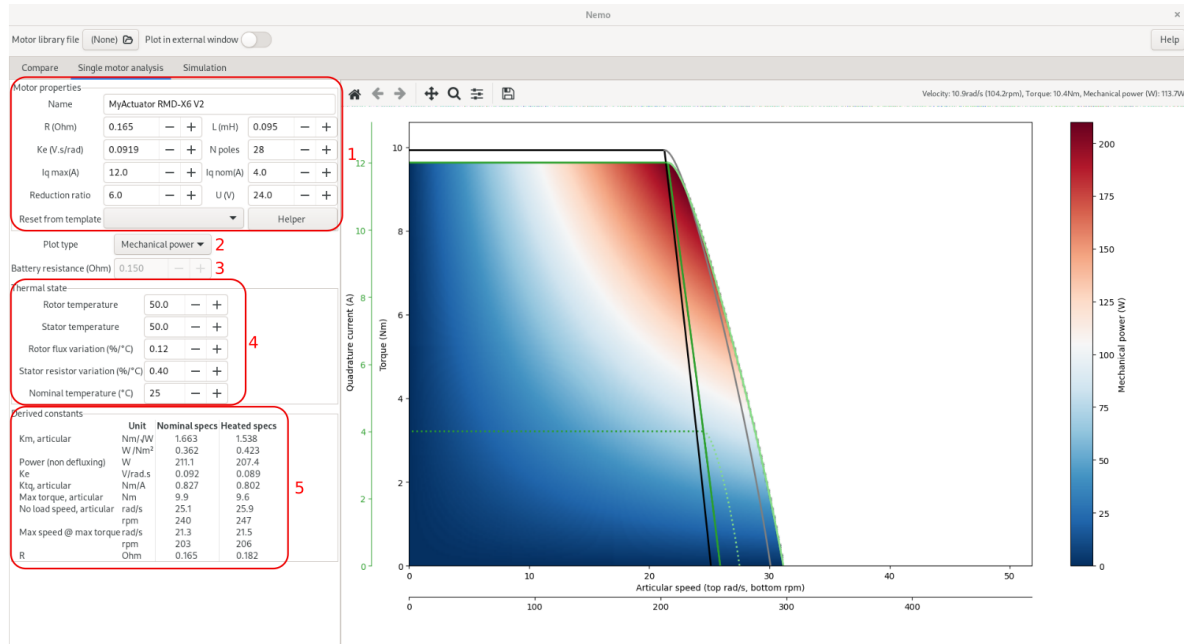 Nemo ×
Motor library file (None) Plot in external window Help
Compare Single motor analysis Simulation
Motor properties
Name MyActuator RMD-X6 V2
R (Ohm) 0.165 − + L (mH) 0.095 − +
Ke (V.s/rad) 0.0919 − + N poles 28 − +
Iq max(A) 12.0 − + Iq nom(A) 4.0 − +
Reduction ratio 6.0 − + U (V) 24.0 − +
Reset from template Helper
1
Plot type Mechanical power 2
Battery resistance (Ohm) 0.150 − + 3
Thermal state
Rotor temperature 50.0 − +
Stator temperature 50.0 − +
Rotor flux variation (%/°C) 0.12 − +
Stator resistor variation (%/°C) 0.40 − +
Nominal temperature (°C) 25 − +
4
Derived constants
Unit Nominal specs Heated specs
Km, articular Nm/√W 1.663 1.538
W/Nm² 0.362 0.423
Power (non defluxing) W 211.1 207.4
Ke V/rad.s 0.092 0.089
Ktq, articular Nm/A 0.827 0.802
Max torque, articular Nm 9.9 9.6
No load speed, articular rad/s 25.1 25.9
rpm 240 247
Max speed @ max torque rad/s 21.3 21.5
rpm 203 206
R Ohm 0.165 0.182
5
Velocity: 10.9rad/s (104.2rpm), Torque: 10.4Nm, Mechanical power (W): 113.7W
Quadrature current (A)
12
10
8
6
4
2
0
Torque (Nm)
10
8
6
4
2
0
0 10 20 30 40 50
Articular speed (top rad/s, bottom rpm)
0 100 200 300 400
200
175
150
125
100
75
50
25
0
Mechanical power (W)